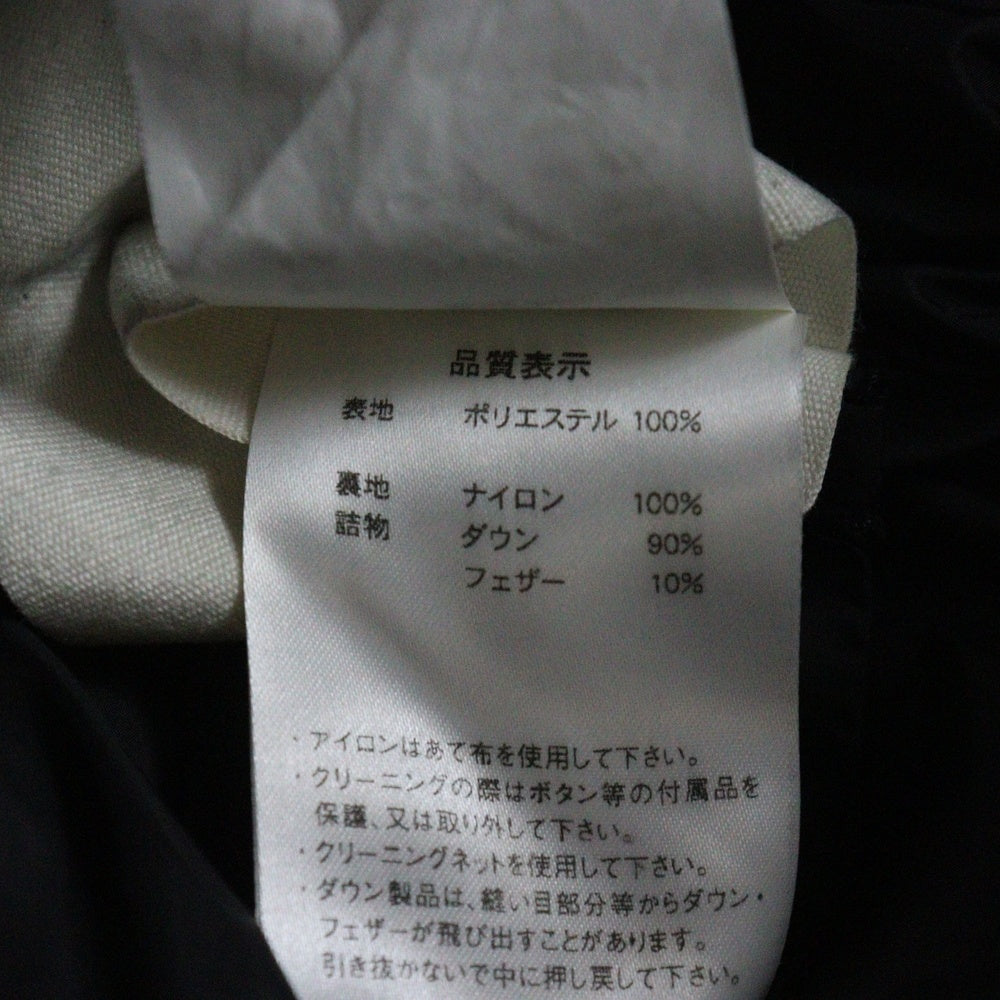 品質表示
表地 ポリエステル 100%
裏地 ナイロン 100%
詰物 ダウン 90%
フェザー 10%
・アイロンはあて布を使用して下さい。
・クリーニングの際はボタン等の付属品を
保護、又は取り外して下さい。
・クリーニングネットを使用して下さい。
・ダウン製品は、縫い目部分等からダウン・
フェザーが飛び出すことがあります。
引き抜かないで中に押し戻して下さい。